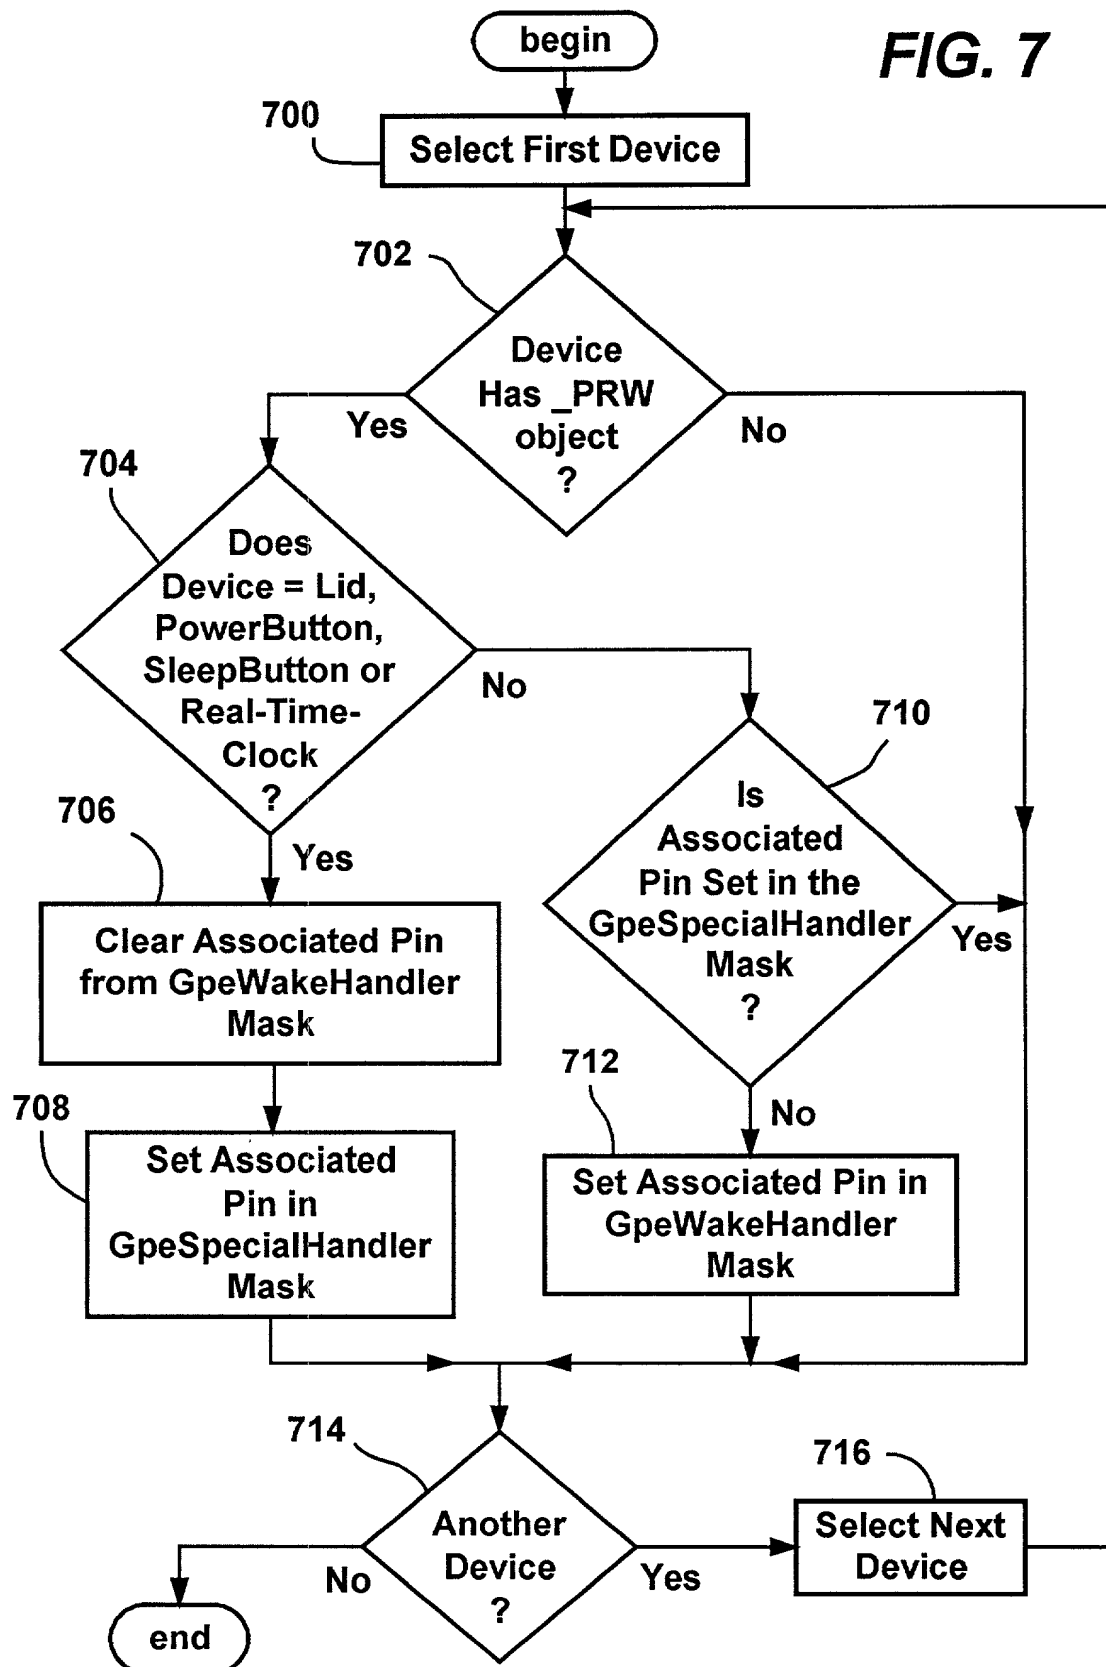 begin
FIG. 7
700
Select First Device
702
Device
Has _PRW
object
?
Yes
No
704
Does
Device = Lid,
PowerButton,
SleepButton or
Real-Time-
Clock
?
No
710
Is
Associated
Pin Set in the
GpeSpecialHandler
Mask
?
Yes
706
Yes
Clear Associated Pin
from GpeWakeHandler
Mask
712
No
708
Set Associated
Pin in
GpeSpecialHandler
Mask
Set Associated Pin in
GpeWakeHandler
Mask
714
Another
Device
?
No
Yes
716
Select Next
Device
end